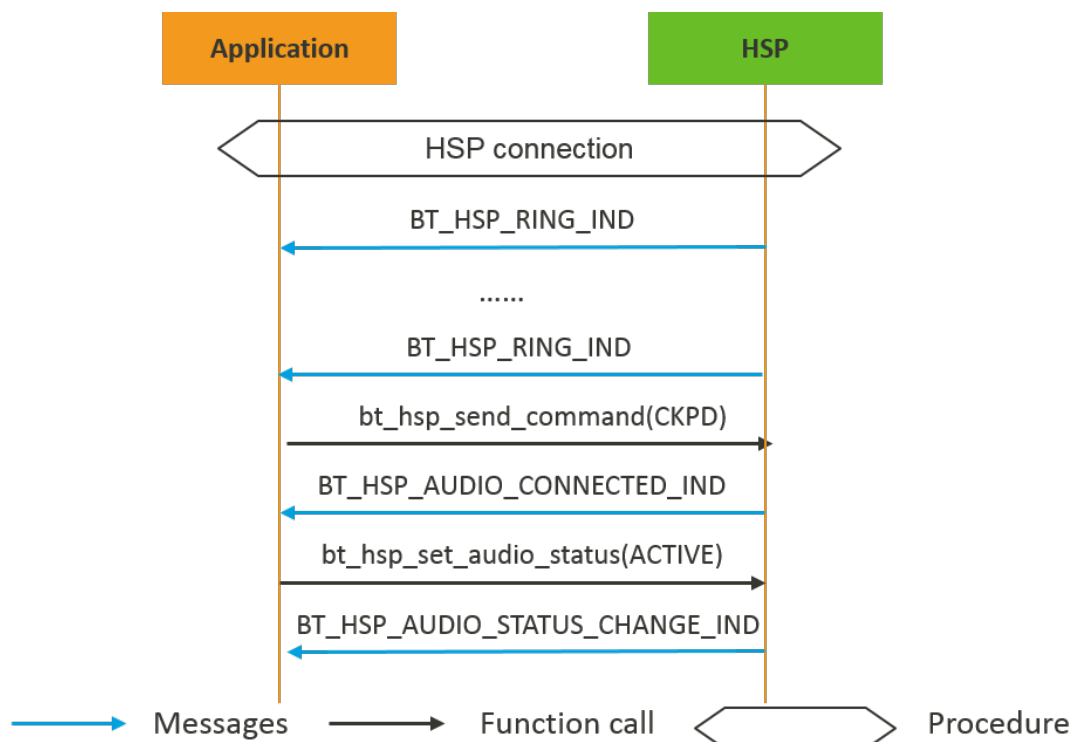 Application
HSP
HSP connection
BT_HSP_RING_IND
......
BT_HSP_RING_IND
bt_hsp_send_command(CKPD)
BT_HSP_AUDIO_CONNECTED_IND
bt_hsp_set_audio_status(ACTIVE)
BT_HSP_AUDIO_STATUS_CHANGE_IND
Messages
Function call
Procedure